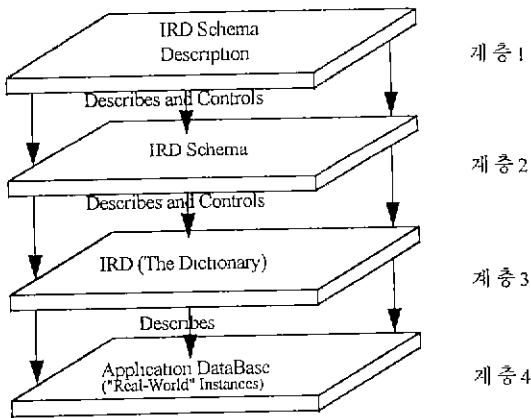 IRD Schema
Description
계층1
Describes and Controls
IRD Schema
계층2
Describes and Controls
IRD (The Dictionary)
계층3
Describes
Application DataBase
("Real-World" Instances)
계층4